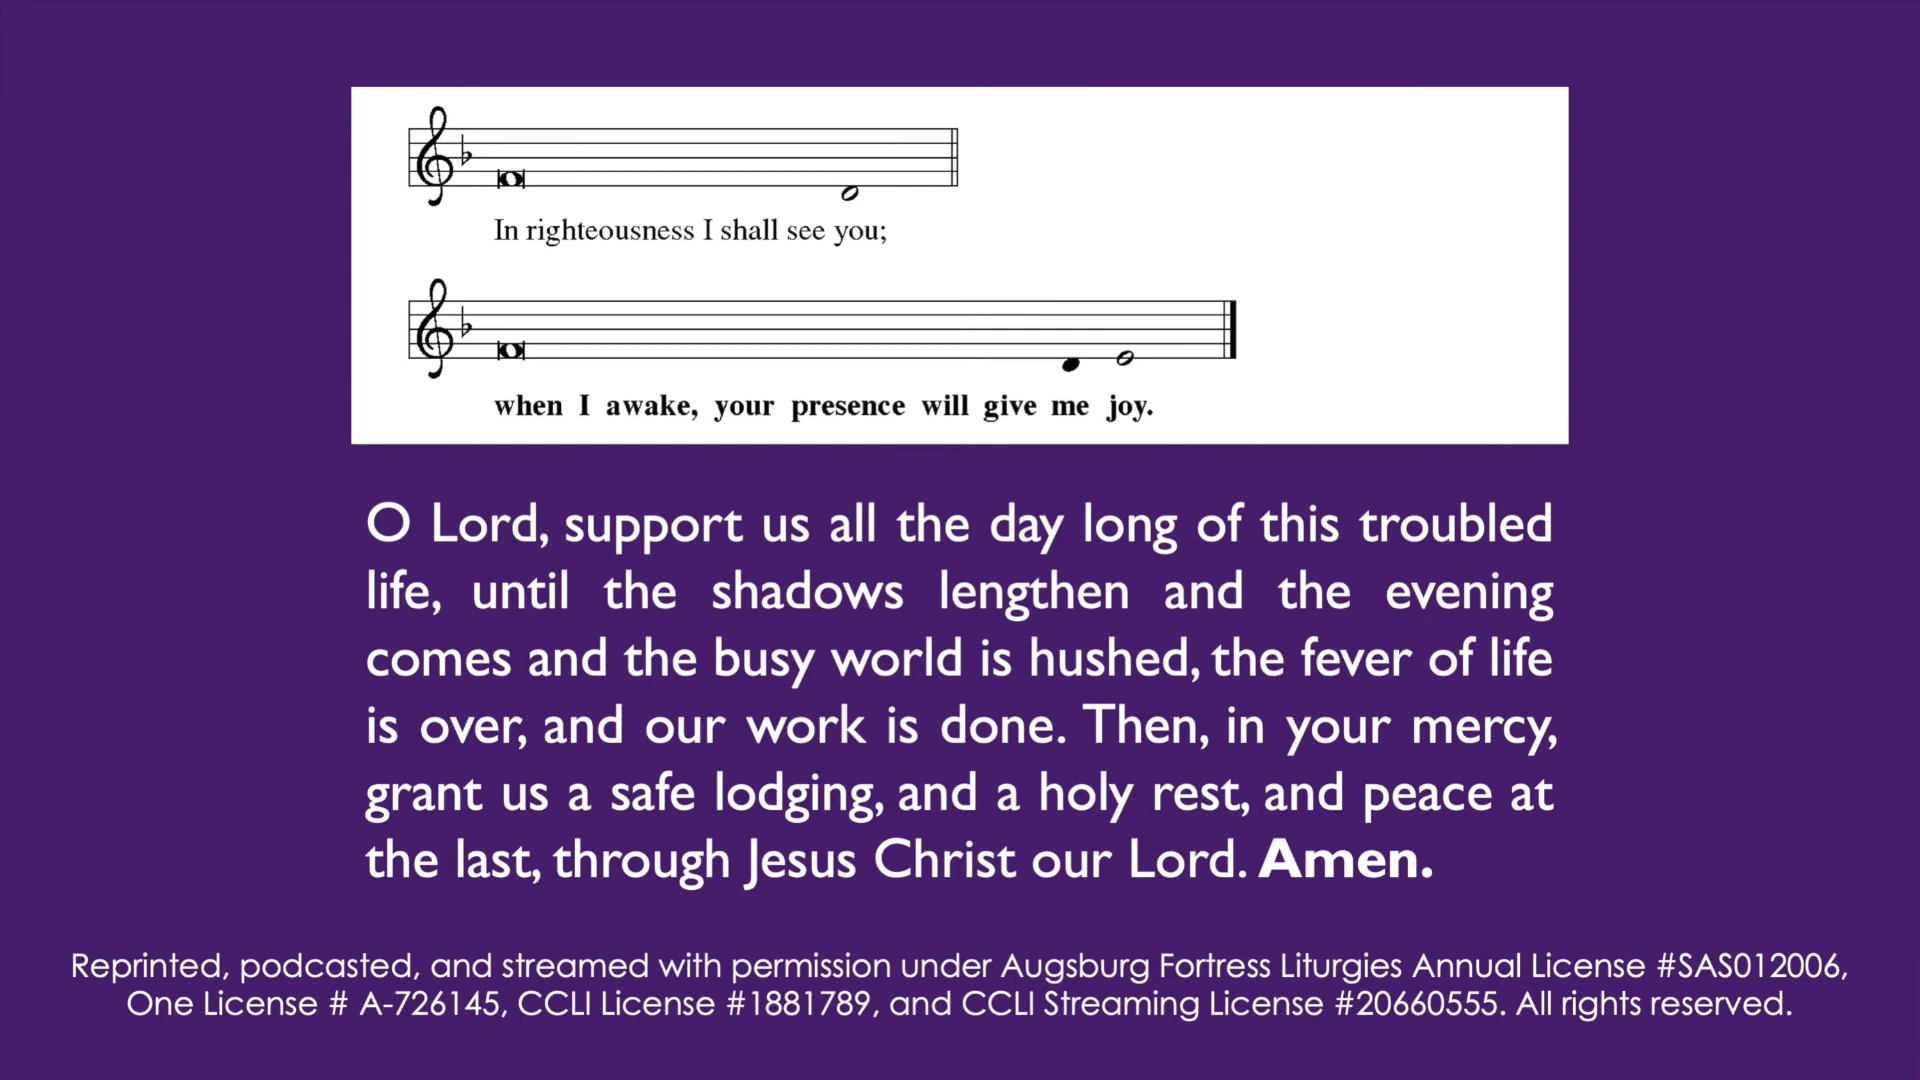 In righteousness I shall see you;
when I awake, your presence will give me joy.
O Lord, support us all the day long of this troubled
life, until the shadows lengthen and the evening
comes and the busy world is hushed, the fever of life
is over, and our work is done. Then, in your mercy,
grant us a safe lodging, and a holy rest, and peace at
the last, through Jesus Christ our Lord. Amen.
Reprinted, podcasted, and streamed with permission under Augsburg Fortress Liturgies Annual License #SAS012006,
One License # A-726145, CCLI License #1881789, and CCLI Streaming License #20660555. All rights reserved.